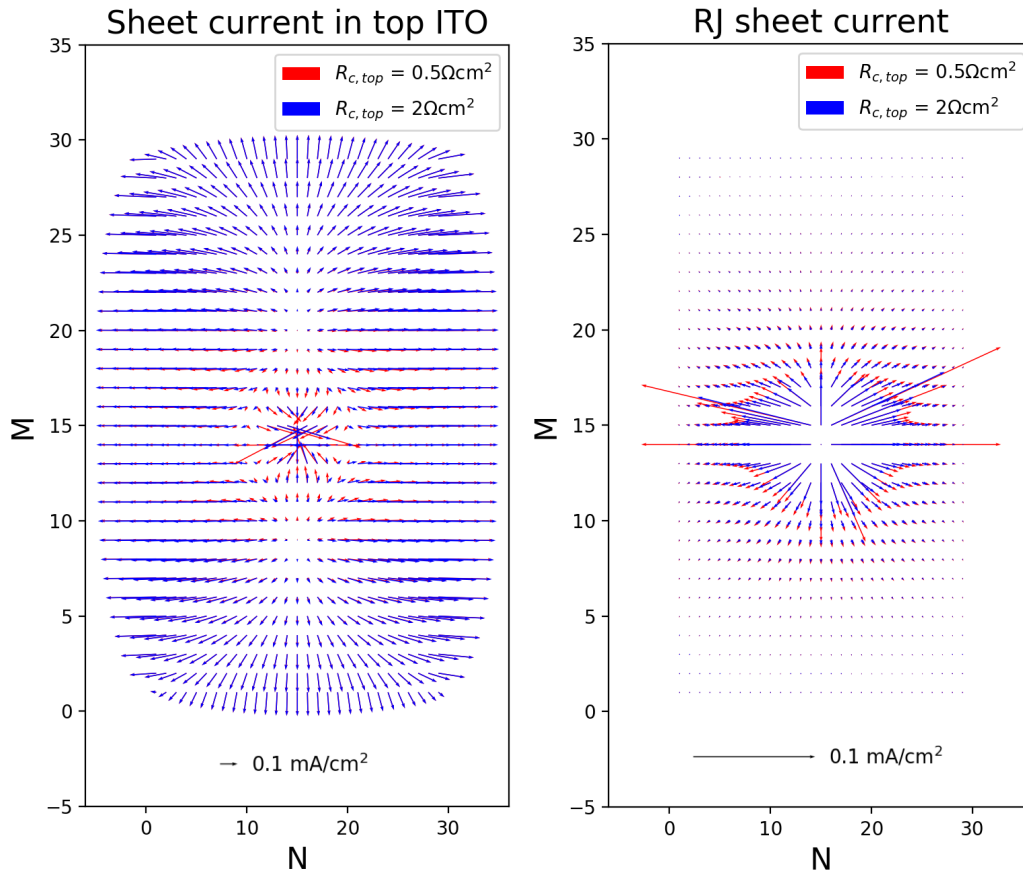 Sheet current in top ITO
35
30
25
20
15
10
5
0
−5
0
10
20
30
M
N
R_{c,top} = 0.5Ωcm²
R_{c,top} = 2Ωcm²
0.1 mA/cm²
RJ sheet current
35
30
25
20
15
10
5
0
−5
0
10
20
30
M
N
R_{c,top} = 0.5Ωcm²
R_{c,top} = 2Ωcm²
0.1 mA/cm²